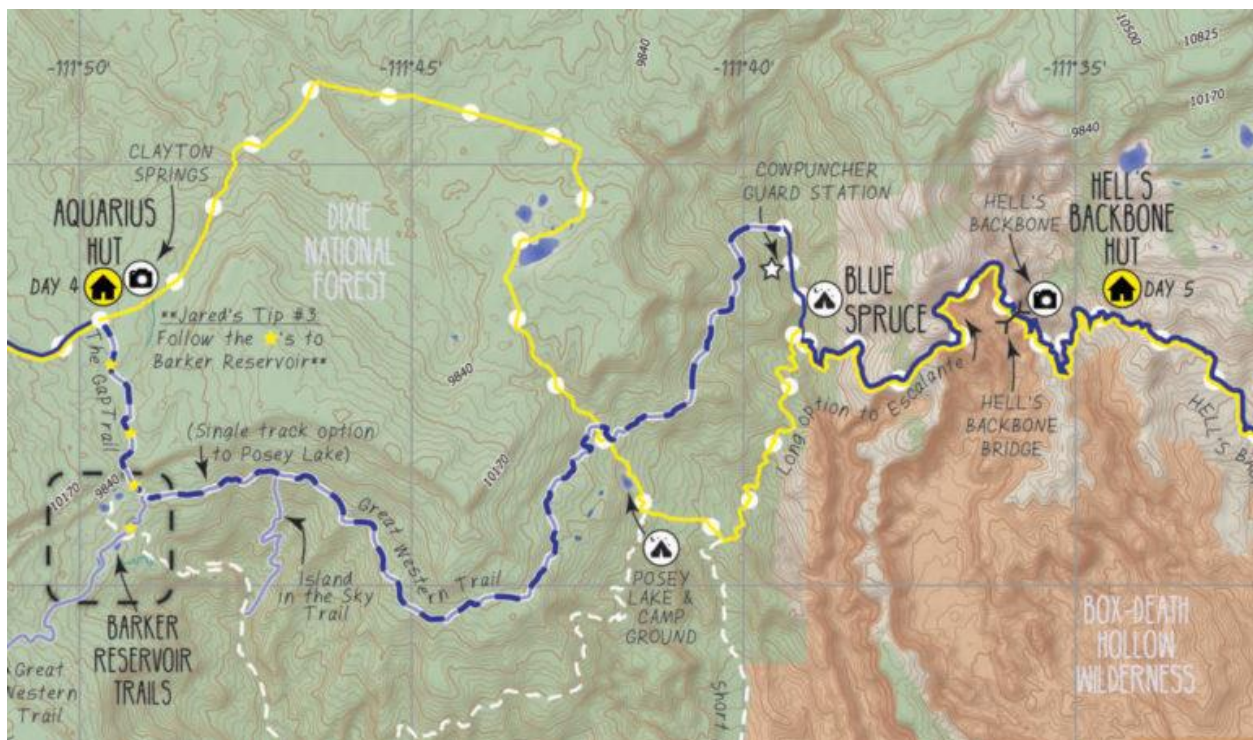 -111°50'
-111°45'
-111°40'
-111°35'
9840
10500
10825
10170
9840
CLAYTON
SPRINGS
AQUARIUS
HUT
DAY 4
DIXIE
NATIONAL
FOREST
**Jared's Tip #3
Follow the ★'s to
Barker Reservoir**
COWPUNCHER
GUARD STATION
HELL'S
BACKBONE
HELL'S
BACKBONE
HUT
DAY 5
BLUE
SPRUCE
The Gap Trail
9840
(Single track option
to Posey Lake)
Long option to Escalante
HELL'S
BACKBONE
BRIDGE
HELL'S BA
10170
9840
10170
Great Western Trail
Island
in the Sky
Trail
POSEY
LAKE &
CAMP
GROUND
BARKER
RESERVOIR
TRAILS
Great
Western
Trail
Short
BOX-DEATH
HOLLOW
WILDERNESS